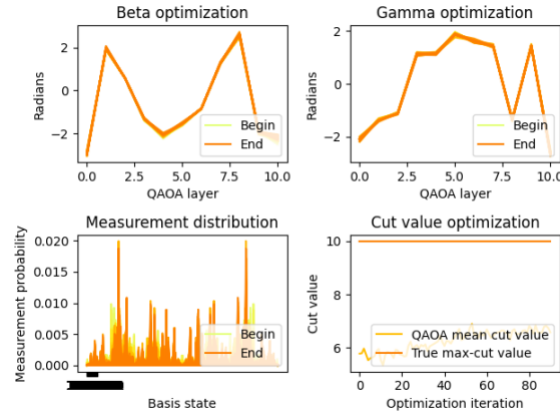 Beta optimization
Radians
2
0
−2
0.0 2.5 5.0 7.5 10.0
QAOA layer
Begin
End
Gamma optimization
Radians
2
0
−2
0.0 2.5 5.0 7.5 10.0
QAOA layer
Begin
End
Measurement distribution
Measurement probability
0.020
0.015
0.010
0.005
0.000
Basis state
Begin
End
Cut value optimization
Cut value
10
8
6
0 20 40 60 80
Optimization iteration
QAOA mean cut value
True max-cut value